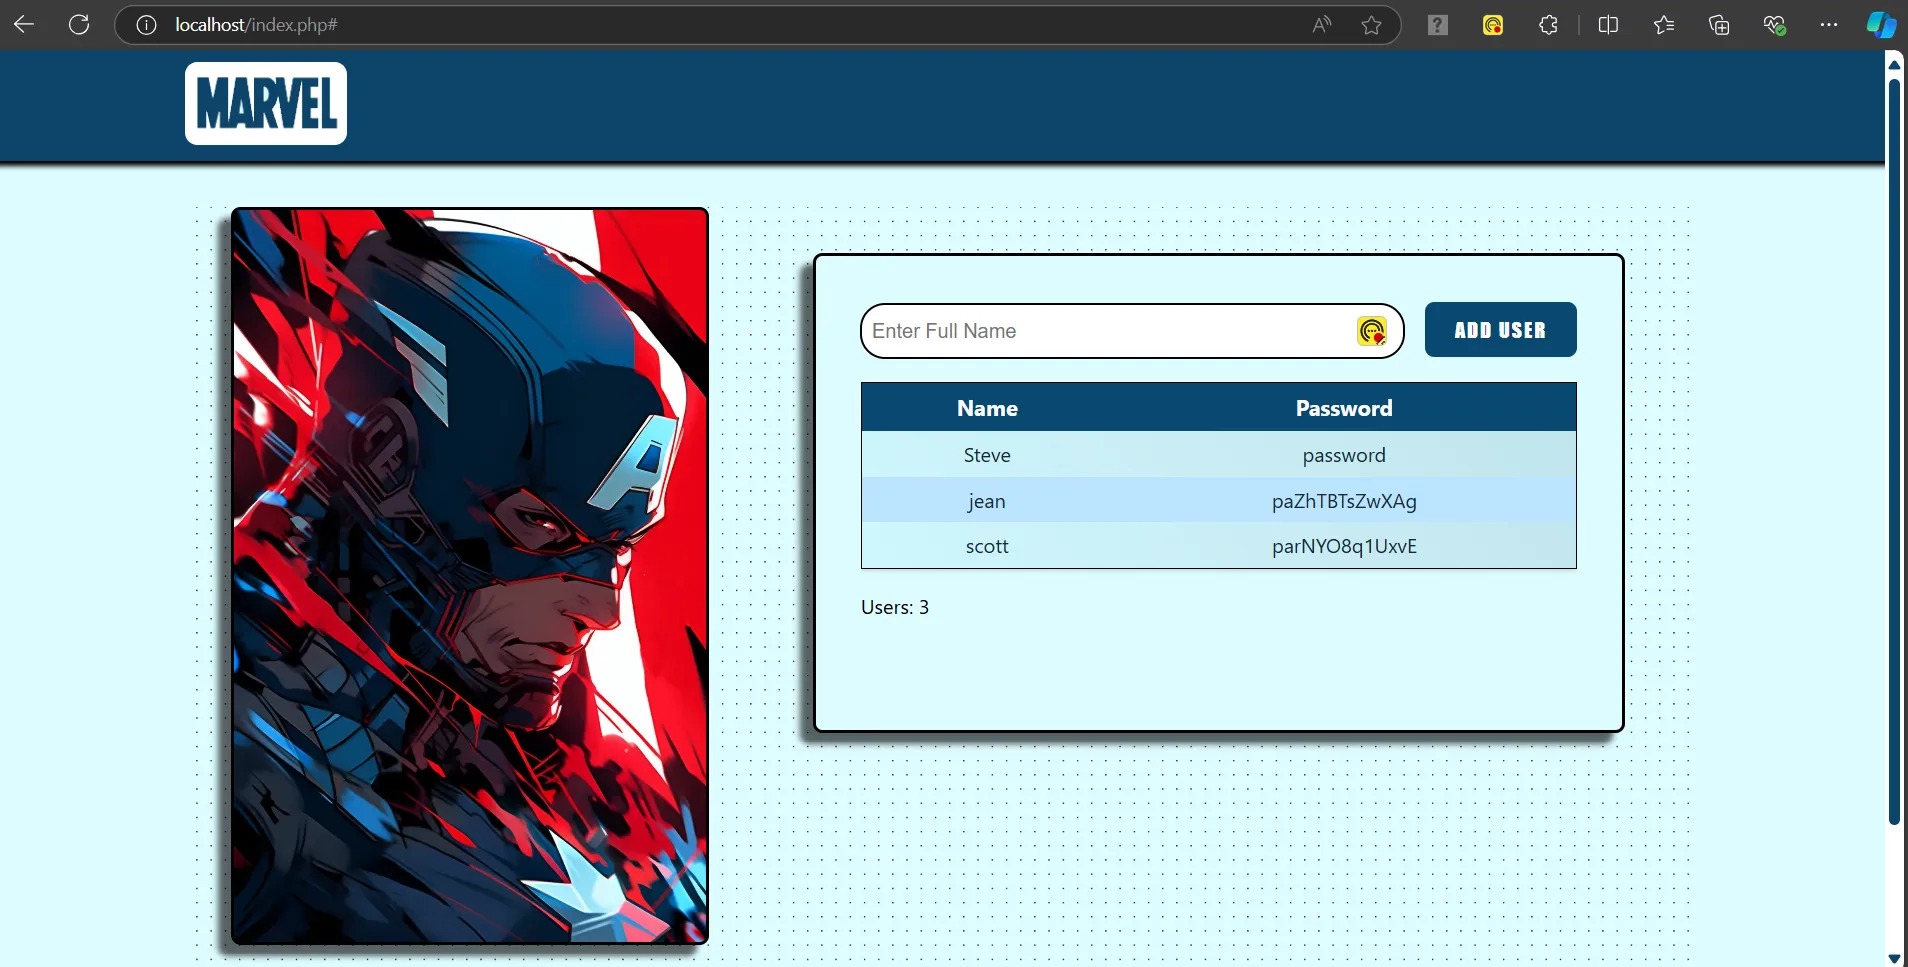 localhost/index.php#
MARVEL
Enter Full Name
ADD USER
Name Password
Steve password
jean paZhTBTsZwXAg
scott parNYO8q1UxvE
Users: 3